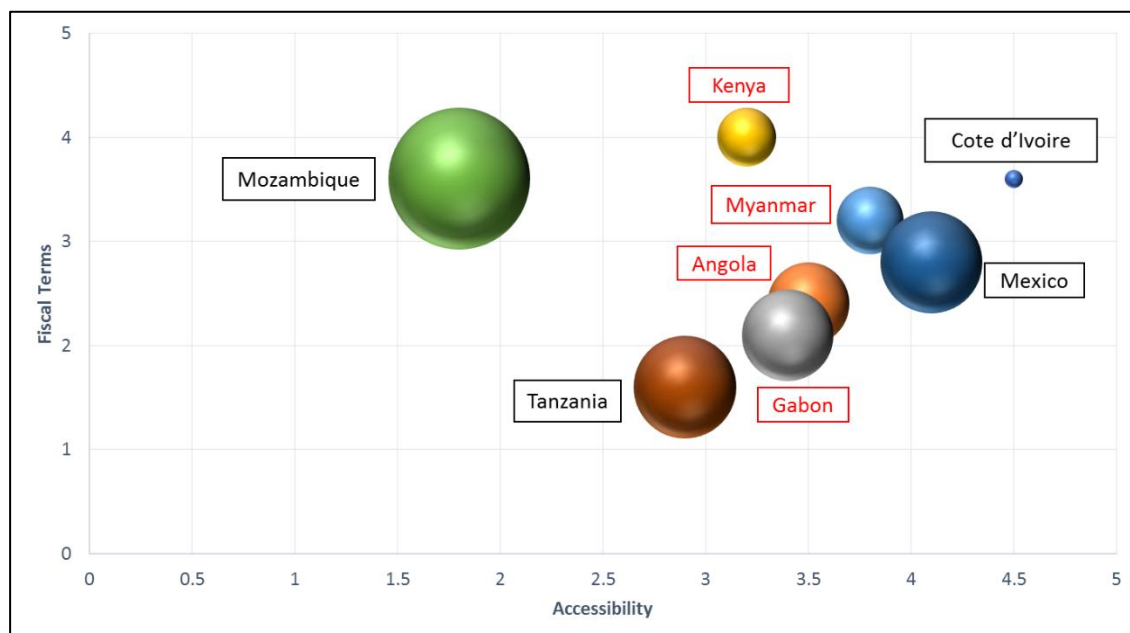 5
Kenya
4
Cote d'Ivoire
Mozambique
Myanmar
3
Angola
Mexico
Fiscal Terms
2
Tanzania
Gabon
1
0
0 0.5 1 1.5 2 2.5 3 3.5 4 4.5 5
Accessibility